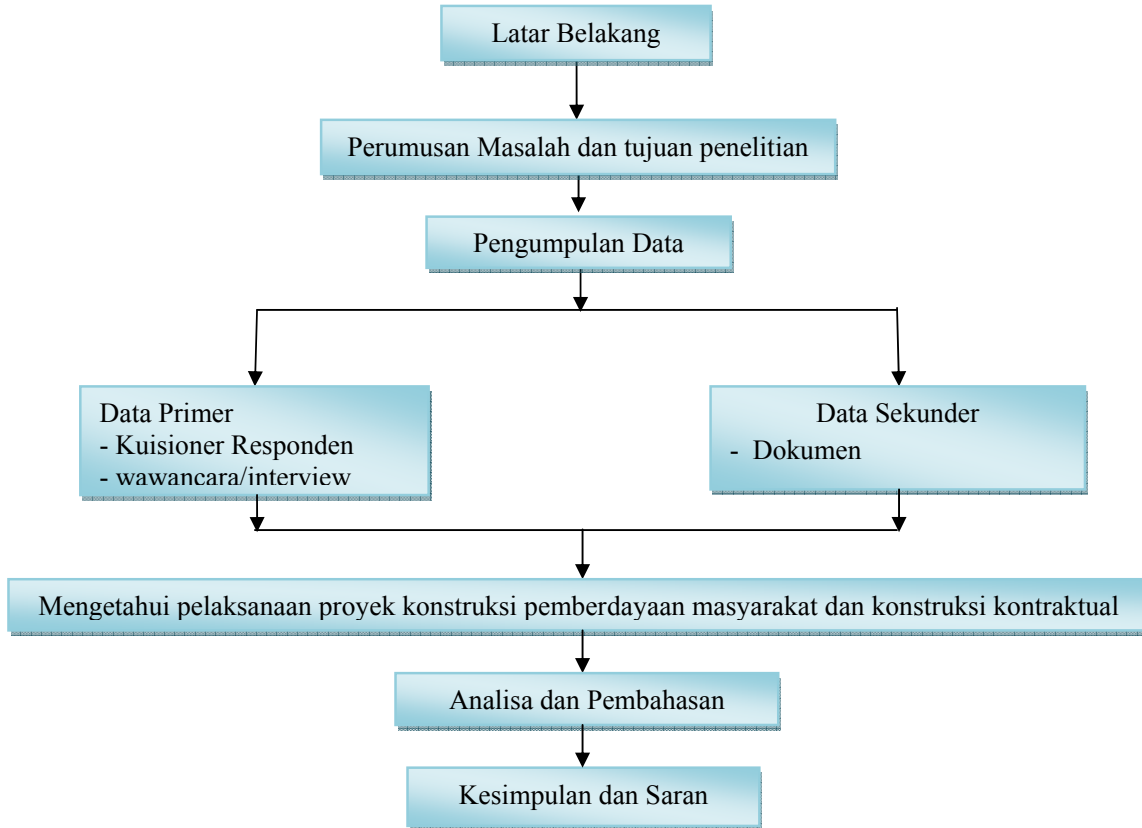 Latar Belakang
Perumusan Masalah dan tujuan penelitian
Pengumpulan Data
Data Primer
- Kuisioner Responden
- wawancara/interview
Data Sekunder
- Dokumen
Mengetahui pelaksanaan proyek konstruksi pemberdayaan masyarakat dan konstruksi kontraktual
Analisa dan Pembahasan
Kesimpulan dan Saran